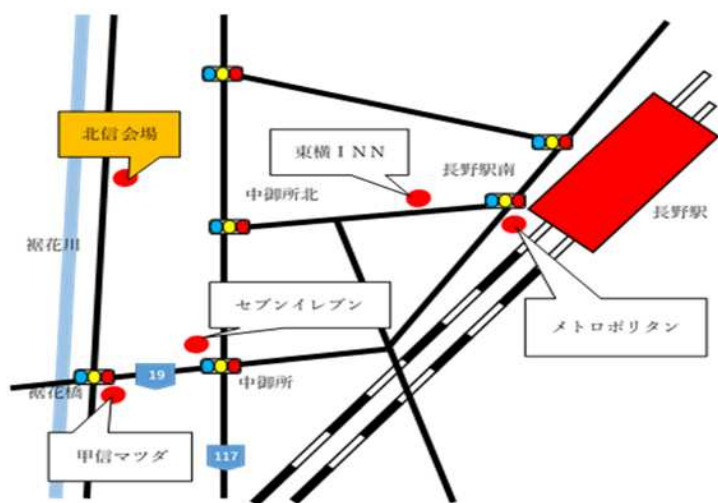 北信会場
東横ＩＮＮ
長野駅南
中御所北
長野駅
裾花川
セブンイレブン
メトロポリタン
19
中御所
裾花橋
甲信マツダ
117